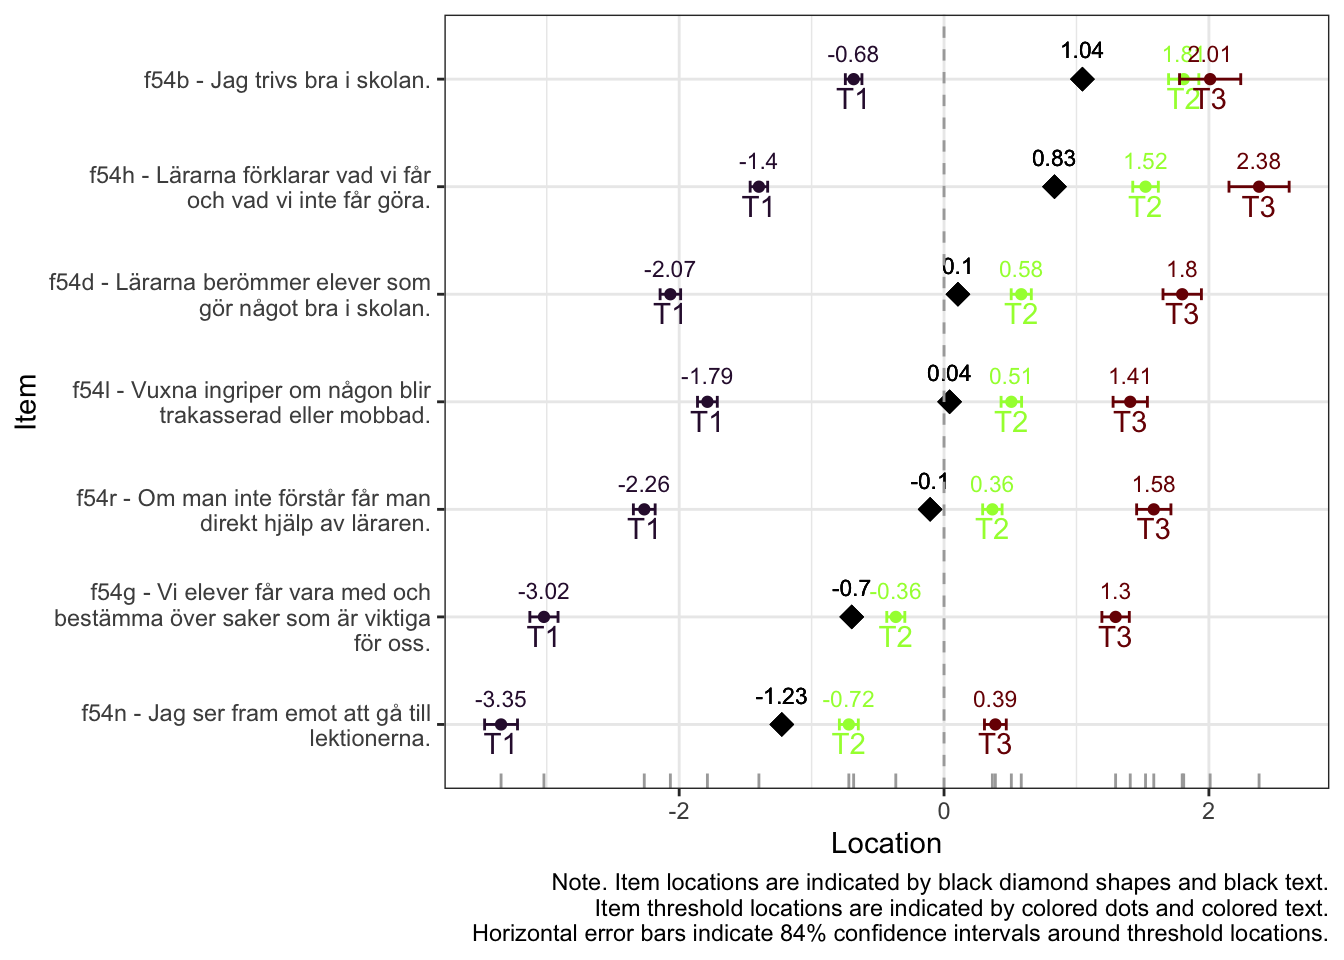 f54b - Jag trivs bra i skolan.
-0.68 1.04 1.81 2.01
T1 T2 T3
f54h - Lärarna förklarar vad vi får
och vad vi inte får göra.
-1.4 0.83 1.52 2.38
T1 T2 T3
f54d - Lärarna berömmer elever som
gör något bra i skolan.
-2.07 0.1 0.58 1.8
T1 T2 T3
f54l - Vuxna ingriper om någon blir
trakasserad eller mobbad.
-1.79 0.04 0.51 1.41
T1 T2 T3
f54r - Om man inte förstår får man
direkt hjälp av läraren.
-2.26 -0.1 0.36 1.58
T1 T2 T3
f54g - Vi elever får vara med och
bestämma över saker som är viktiga
för oss.
-3.02 -0.7 -0.36 1.3
T1 T2 T3
f54n - Jag ser fram emot att gå till
lektionerna.
-3.35 -1.23 -0.72 0.39
T1 T2 T3
Item
-2 0 2
Location
Note. Item locations are indicated by black diamond shapes and black text.
Item threshold locations are indicated by colored dots and colored text.
Horizontal error bars indicate 84% confidence intervals around threshold locations.